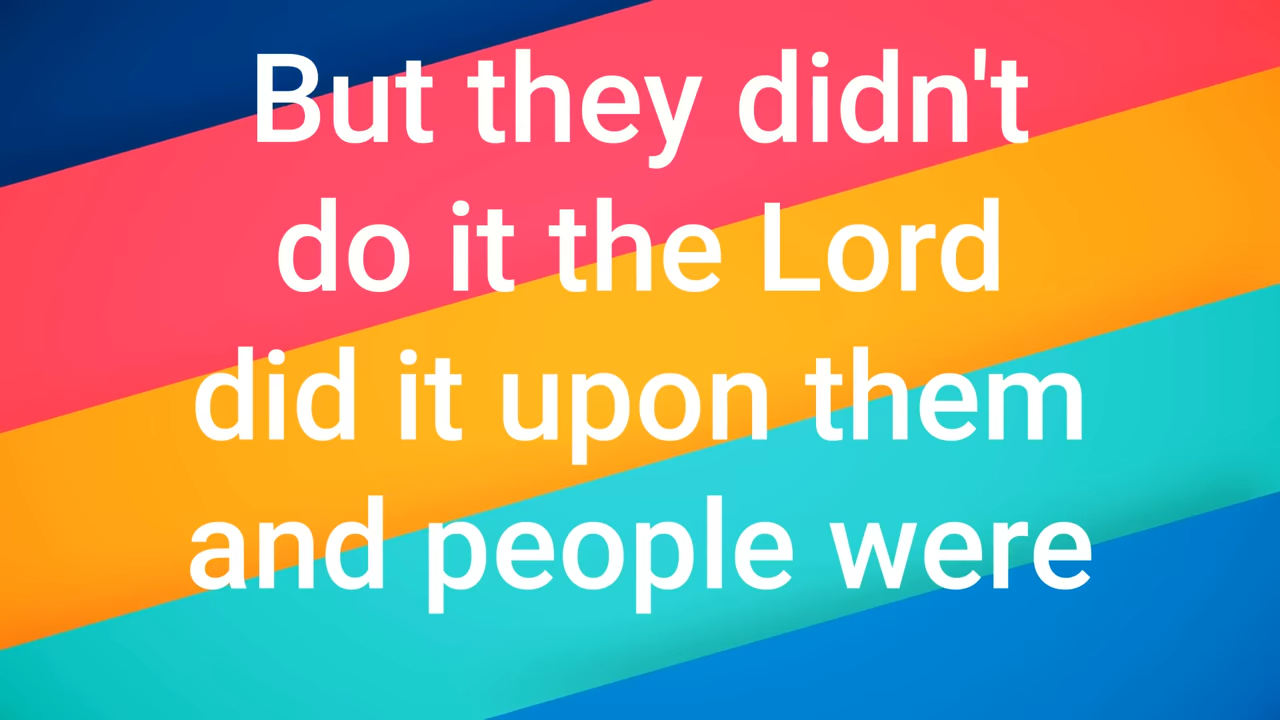 But they didn't
do it the Lord
did it upon them
and people were